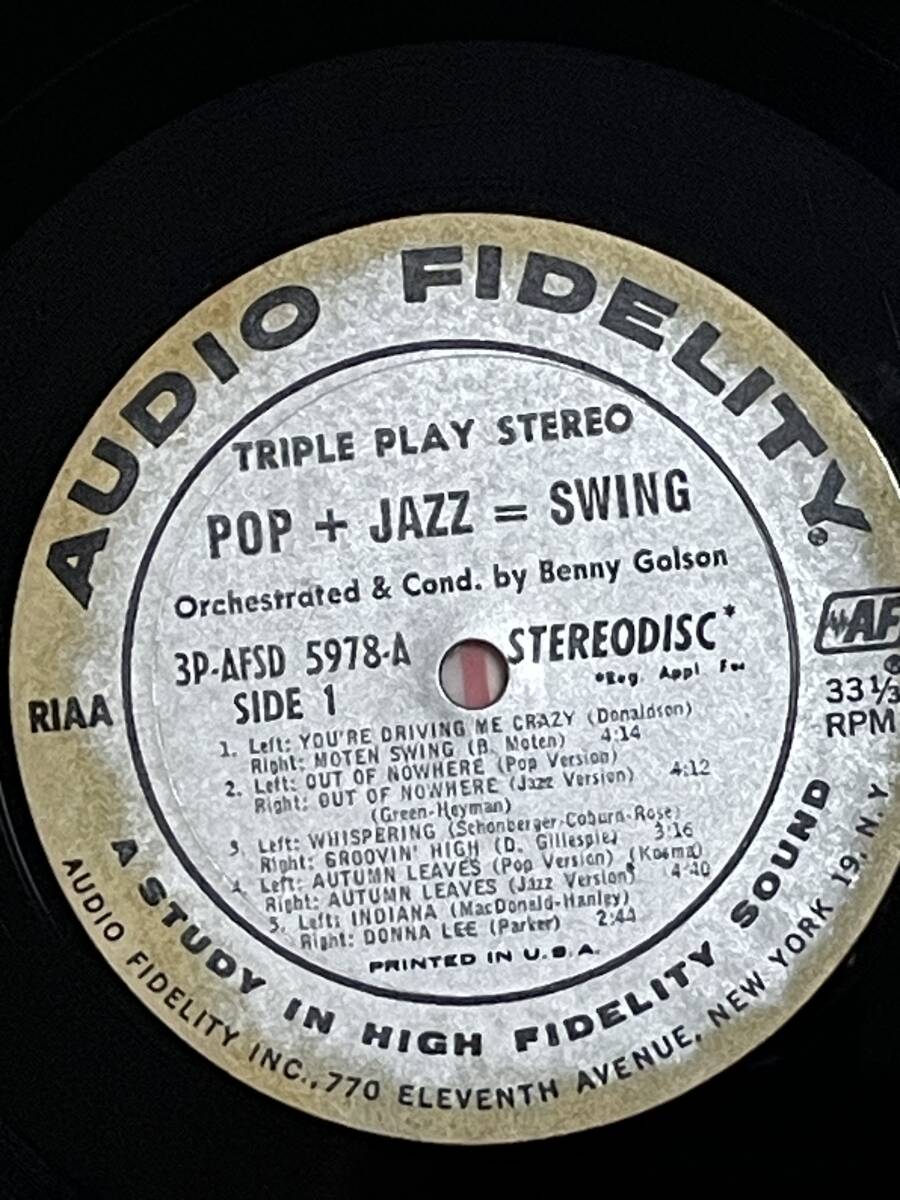 AUDIO FIDELITY®
TRIPLE PLAY STEREO
POP + JAZZ = SWING
Orchestrated & Cond. by Benny Golson
3P-AFSD 5978-A
SIDE 1
STEREODISC*
*Reg. Appl For
RIAA
AF
®
33⅓
RPM
1. Left: YOU'RE DRIVING ME CRAZY (Donaldson)
Right: MOTEN SWING (B. Moten) 4:14
2. Left: OUT OF NOWHERE (Pop Version)
Right: OUT OF NOWHERE (Jazz Version) 4:12
(Green-Heyman)
3. Left: WHISPERING (Schonberger-Coburn-Rose)
Right: GROOVIN' HIGH (D. Gillespie) 3:16
4. Left: AUTUMN LEAVES (Pop Version) (Kosma)
Right: AUTUMN LEAVES (Jazz Version) 4:40
5. Left: INDIANA (MacDonald-Hanley)
Right: DONNA LEE (Parker) 2:44
PRINTED IN U.S.A.
A STUDY IN HIGH FIDELITY SOUND
AUDIO FIDELITY INC., 770 ELEVENTH AVENUE, NEW YORK 19, N.Y.